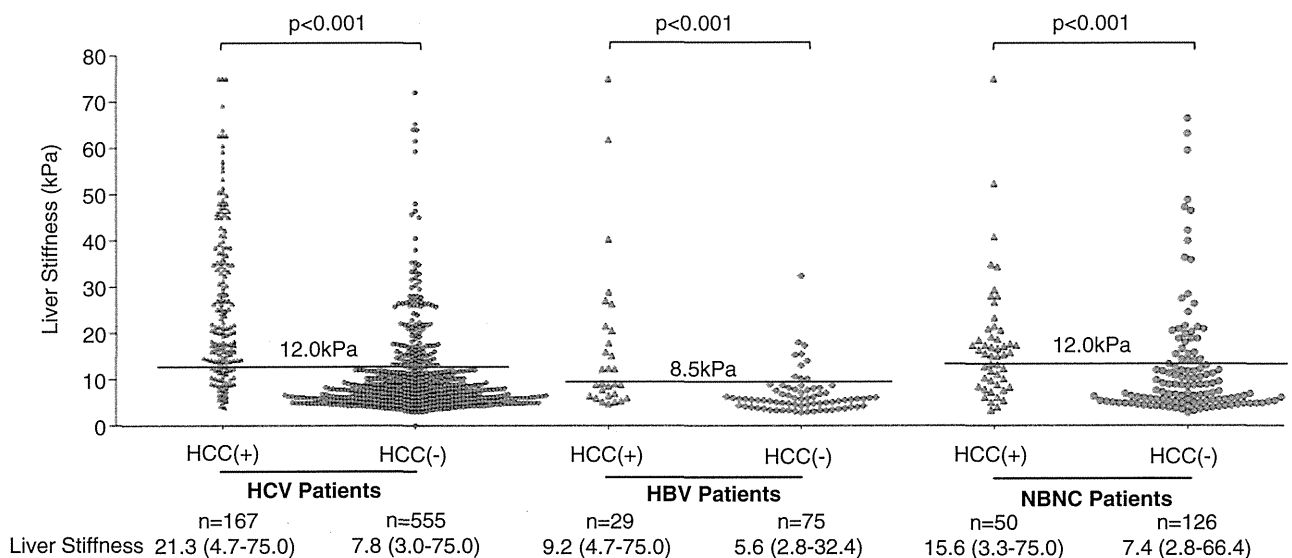 p<0.001 p<0.001 p<0.001
80
70
60
50
40
30
20
10
0
Liver Stiffness (kPa)
12.0kPa
8.5kPa
12.0kPa
HCC(+) HCC(-) HCC(+) HCC(-) HCC(+) HCC(-)
HCV Patients HBV Patients NBNC Patients
n=167 n=555 n=29 n=75 n=50 n=126
Liver Stiffness 21.3 (4.7-75.0) 7.8 (3.0-75.0) 9.2 (4.7-75.0) 5.6 (2.8-32.4) 15.6 (3.3-75.0) 7.4 (2.8-66.4)